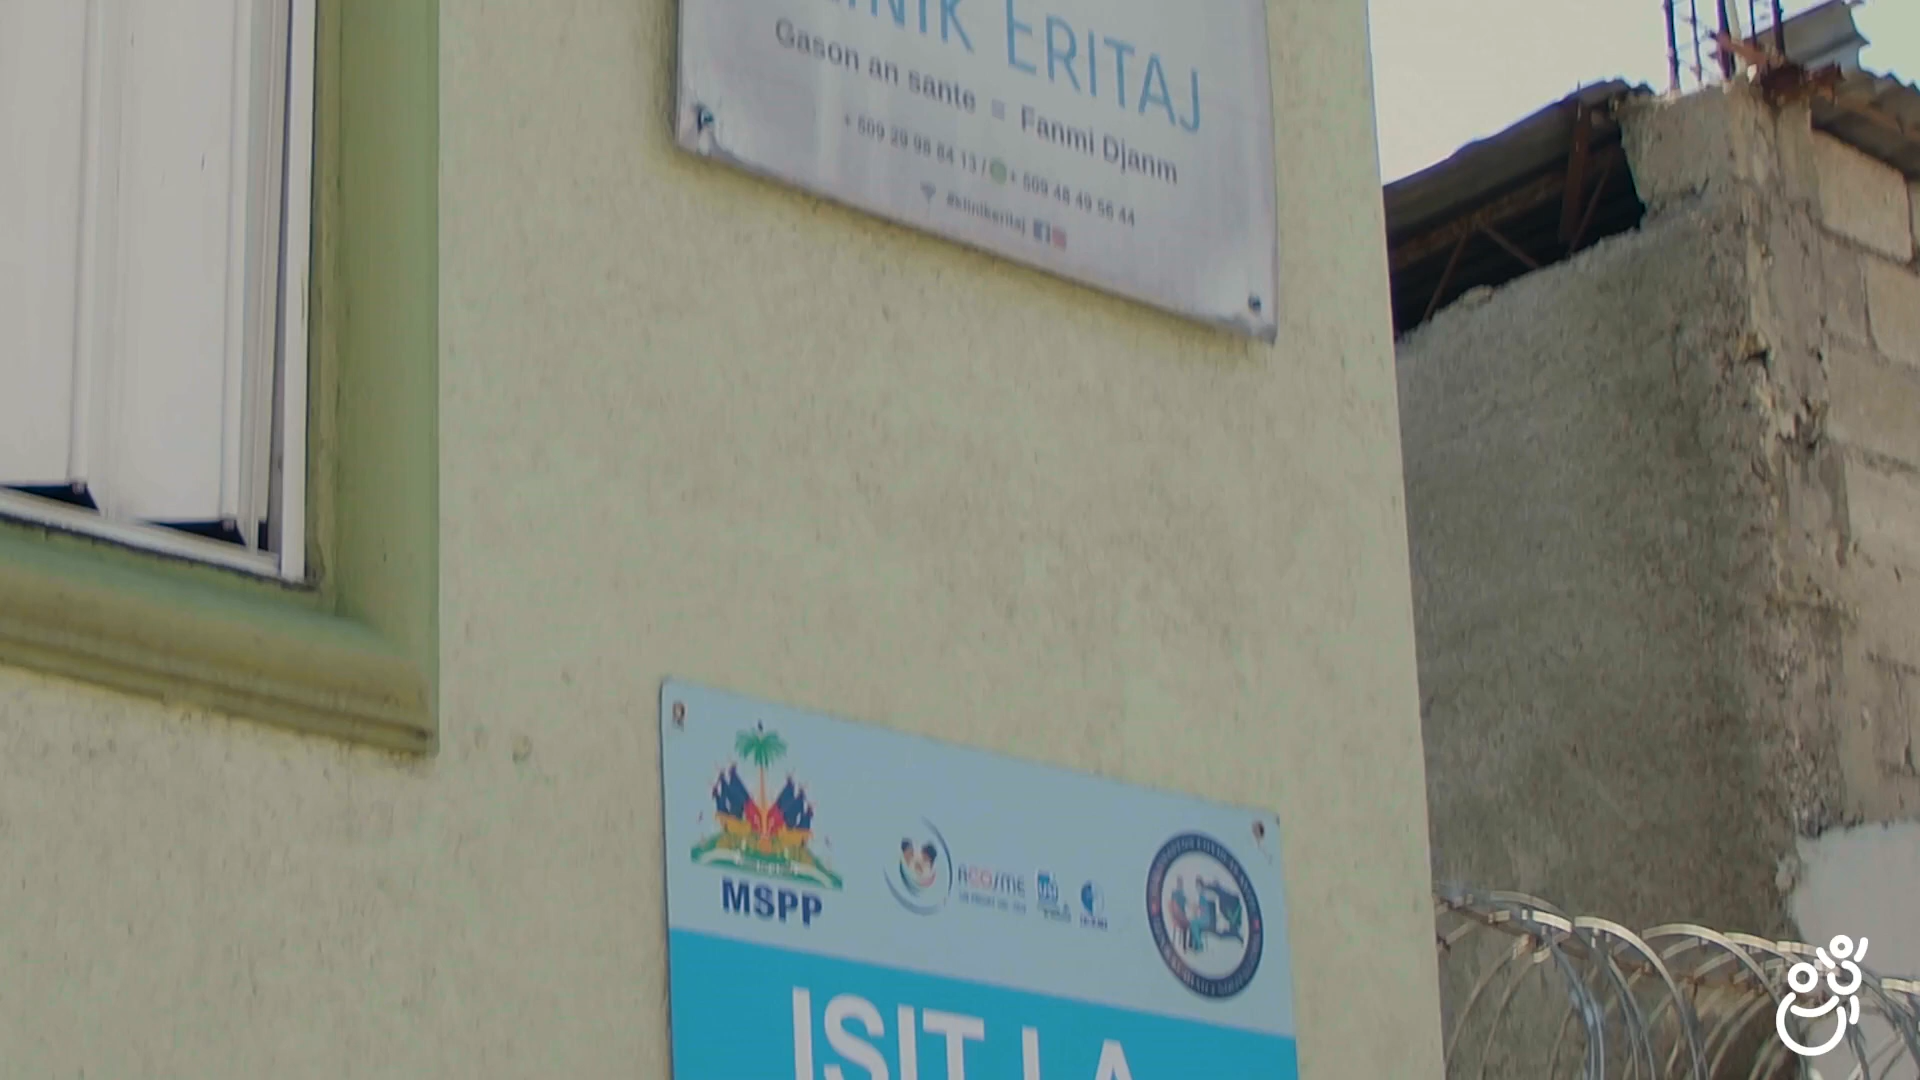 ERITAJ
Gason an sante = Fanmi Djanm
+ 509 29 98 84 13 / + 509 48 49 56 44
@klinikeritaj
MSPP
ACOSME
ISIT LA